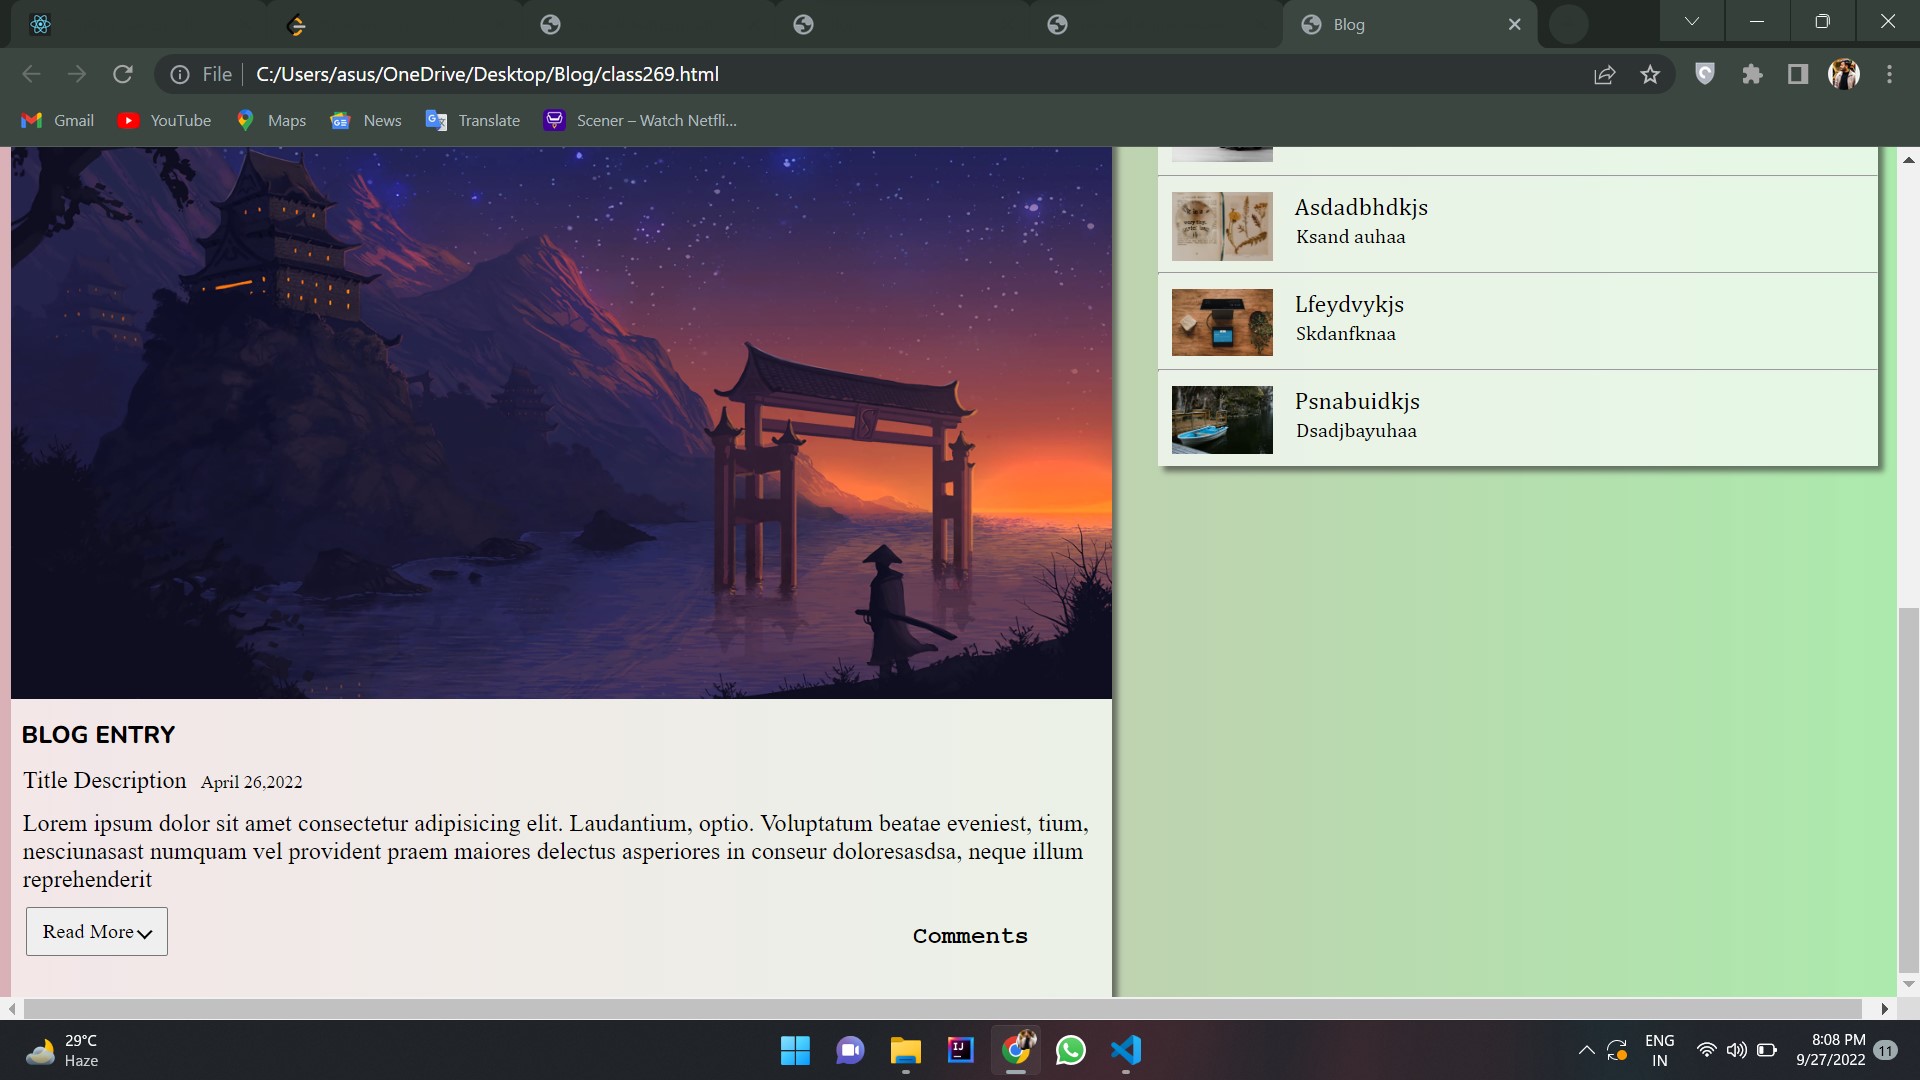 Blog
File
C:/Users/asus/OneDrive/Desktop/Blog/class269.html
Gmail
YouTube
Maps
News
Translate
Scener – Watch Netfli...
Asdadbhdkjs
Ksand auhaa
Lfeydvykjs
Skdanfknaa
Psnabuidkjs
Dsadjbayuhaa
BLOG ENTRY
Title Description April 26,2022
Lorem ipsum dolor sit amet consectetur adipisicing elit. Laudantium, optio. Voluptatum beatae eveniest, tium,
nesciunasast numquam vel provident praem maiores delectus asperiores in conseur doloresasdsa, neque illum
reprehenderit
Read More
Comments
29°C
Haze
ENG
IN
8:08 PM
9/27/2022
11